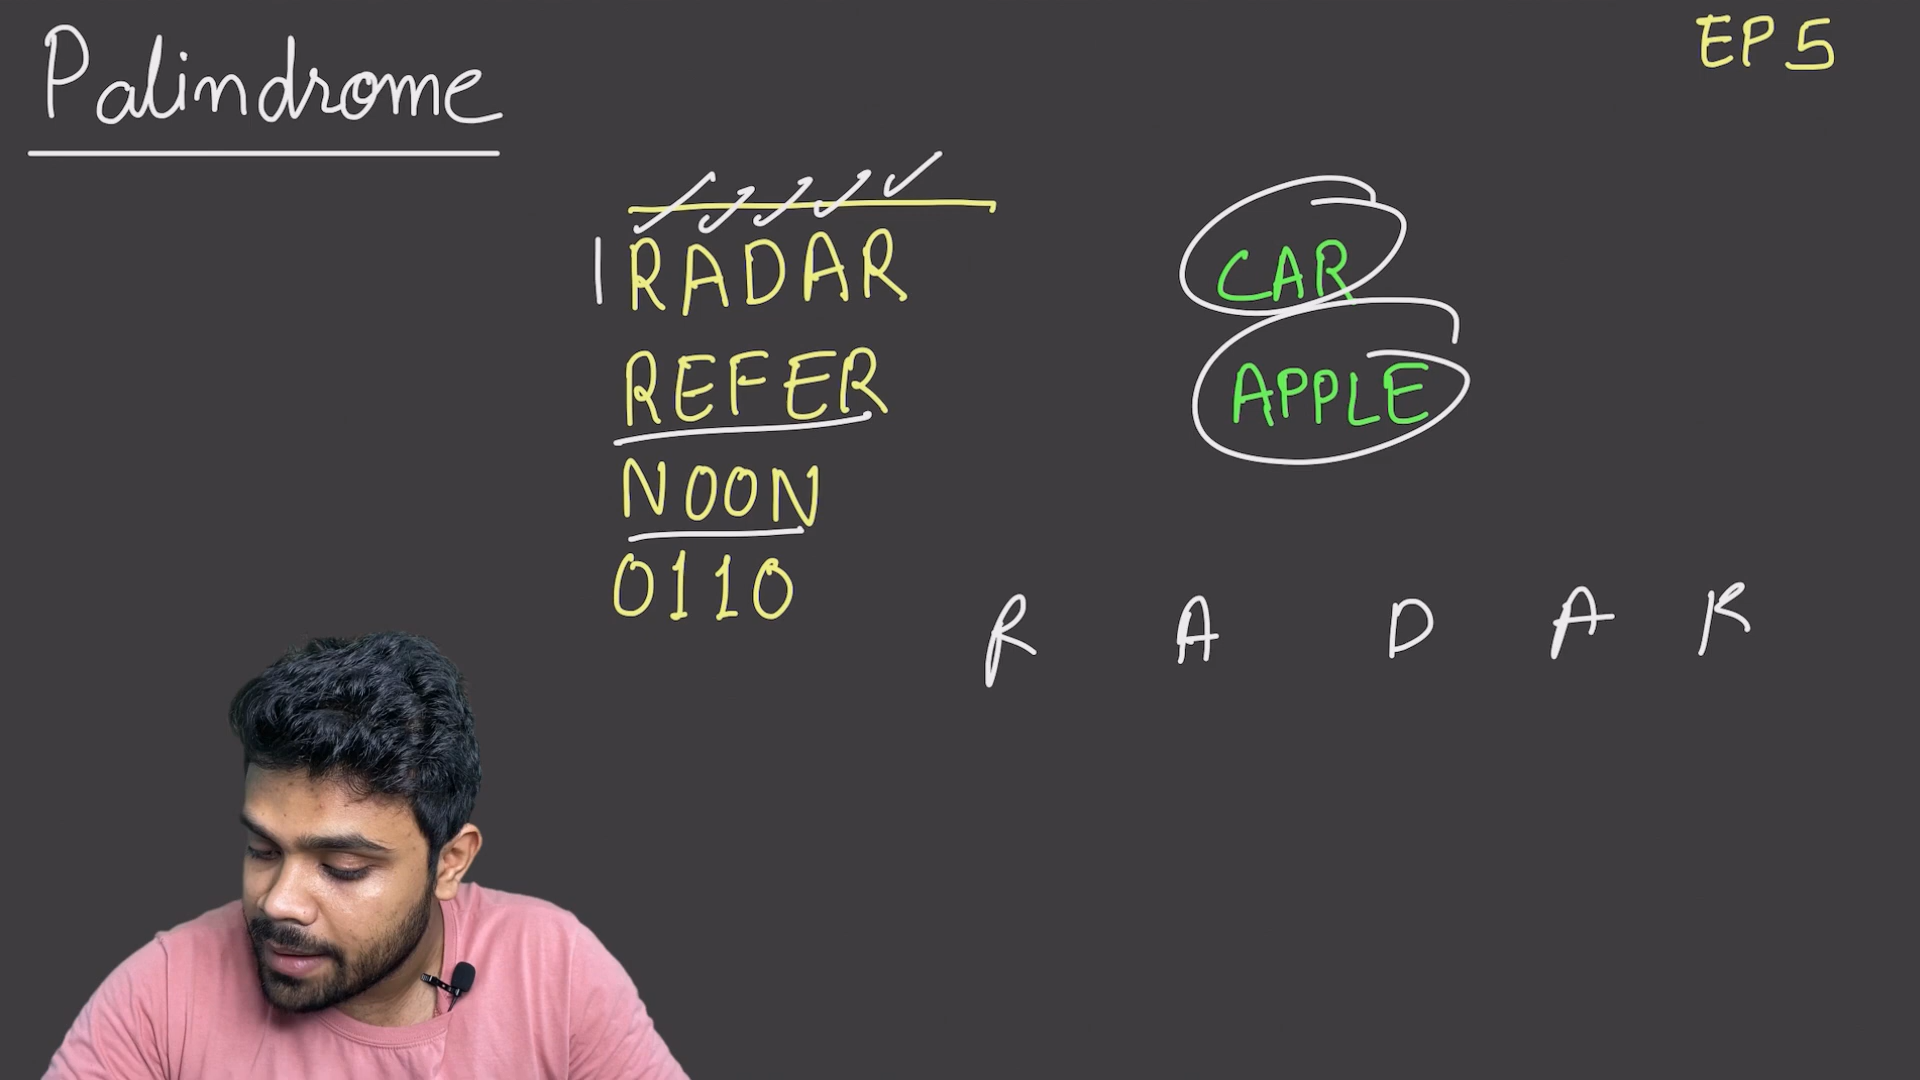 Palindrome
EP 5
RADAR
REFER
NOON
0110
CAR
APPLE
R A D A R